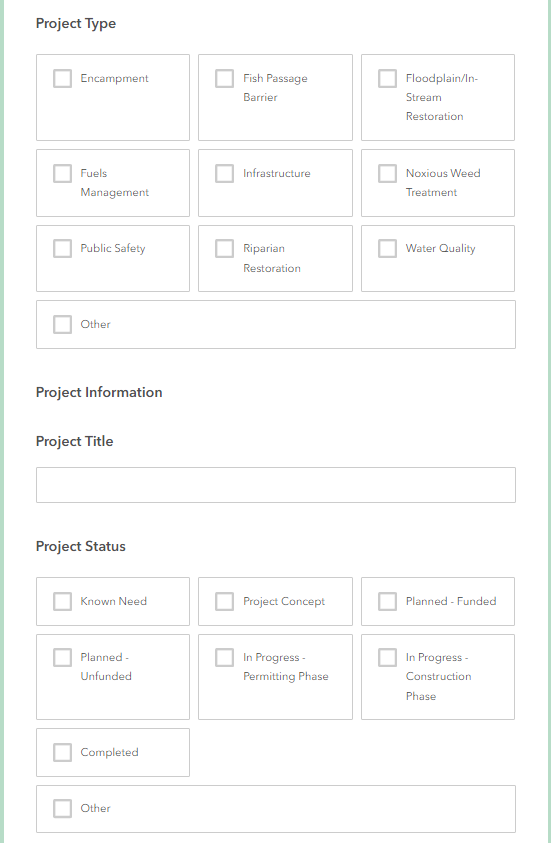 Project Type
Encampment
Fish Passage
Barrier
Floodplain/In-
Stream
Restoration
Fuels
Management
Infrastructure
Noxious Weed
Treatment
Public Safety
Riparian
Restoration
Water Quality
Other
Project Information
Project Title
Project Status
Known Need
Project Concept
Planned - Funded
Planned -
Unfunded
In Progress -
Permitting Phase
In Progress -
Construction
Phase
Completed
Other